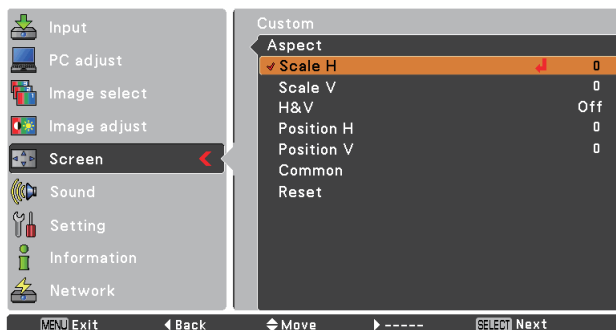 Input
PC adjust
Image select
Image adjust
Screen
Sound
Setting
Information
Network
Custom
Aspect
Scale H 0
Scale V 0
H&V Off
Position H 0
Position V 0
Common
Reset
MENU Exit Back Move ----- SELECT Next